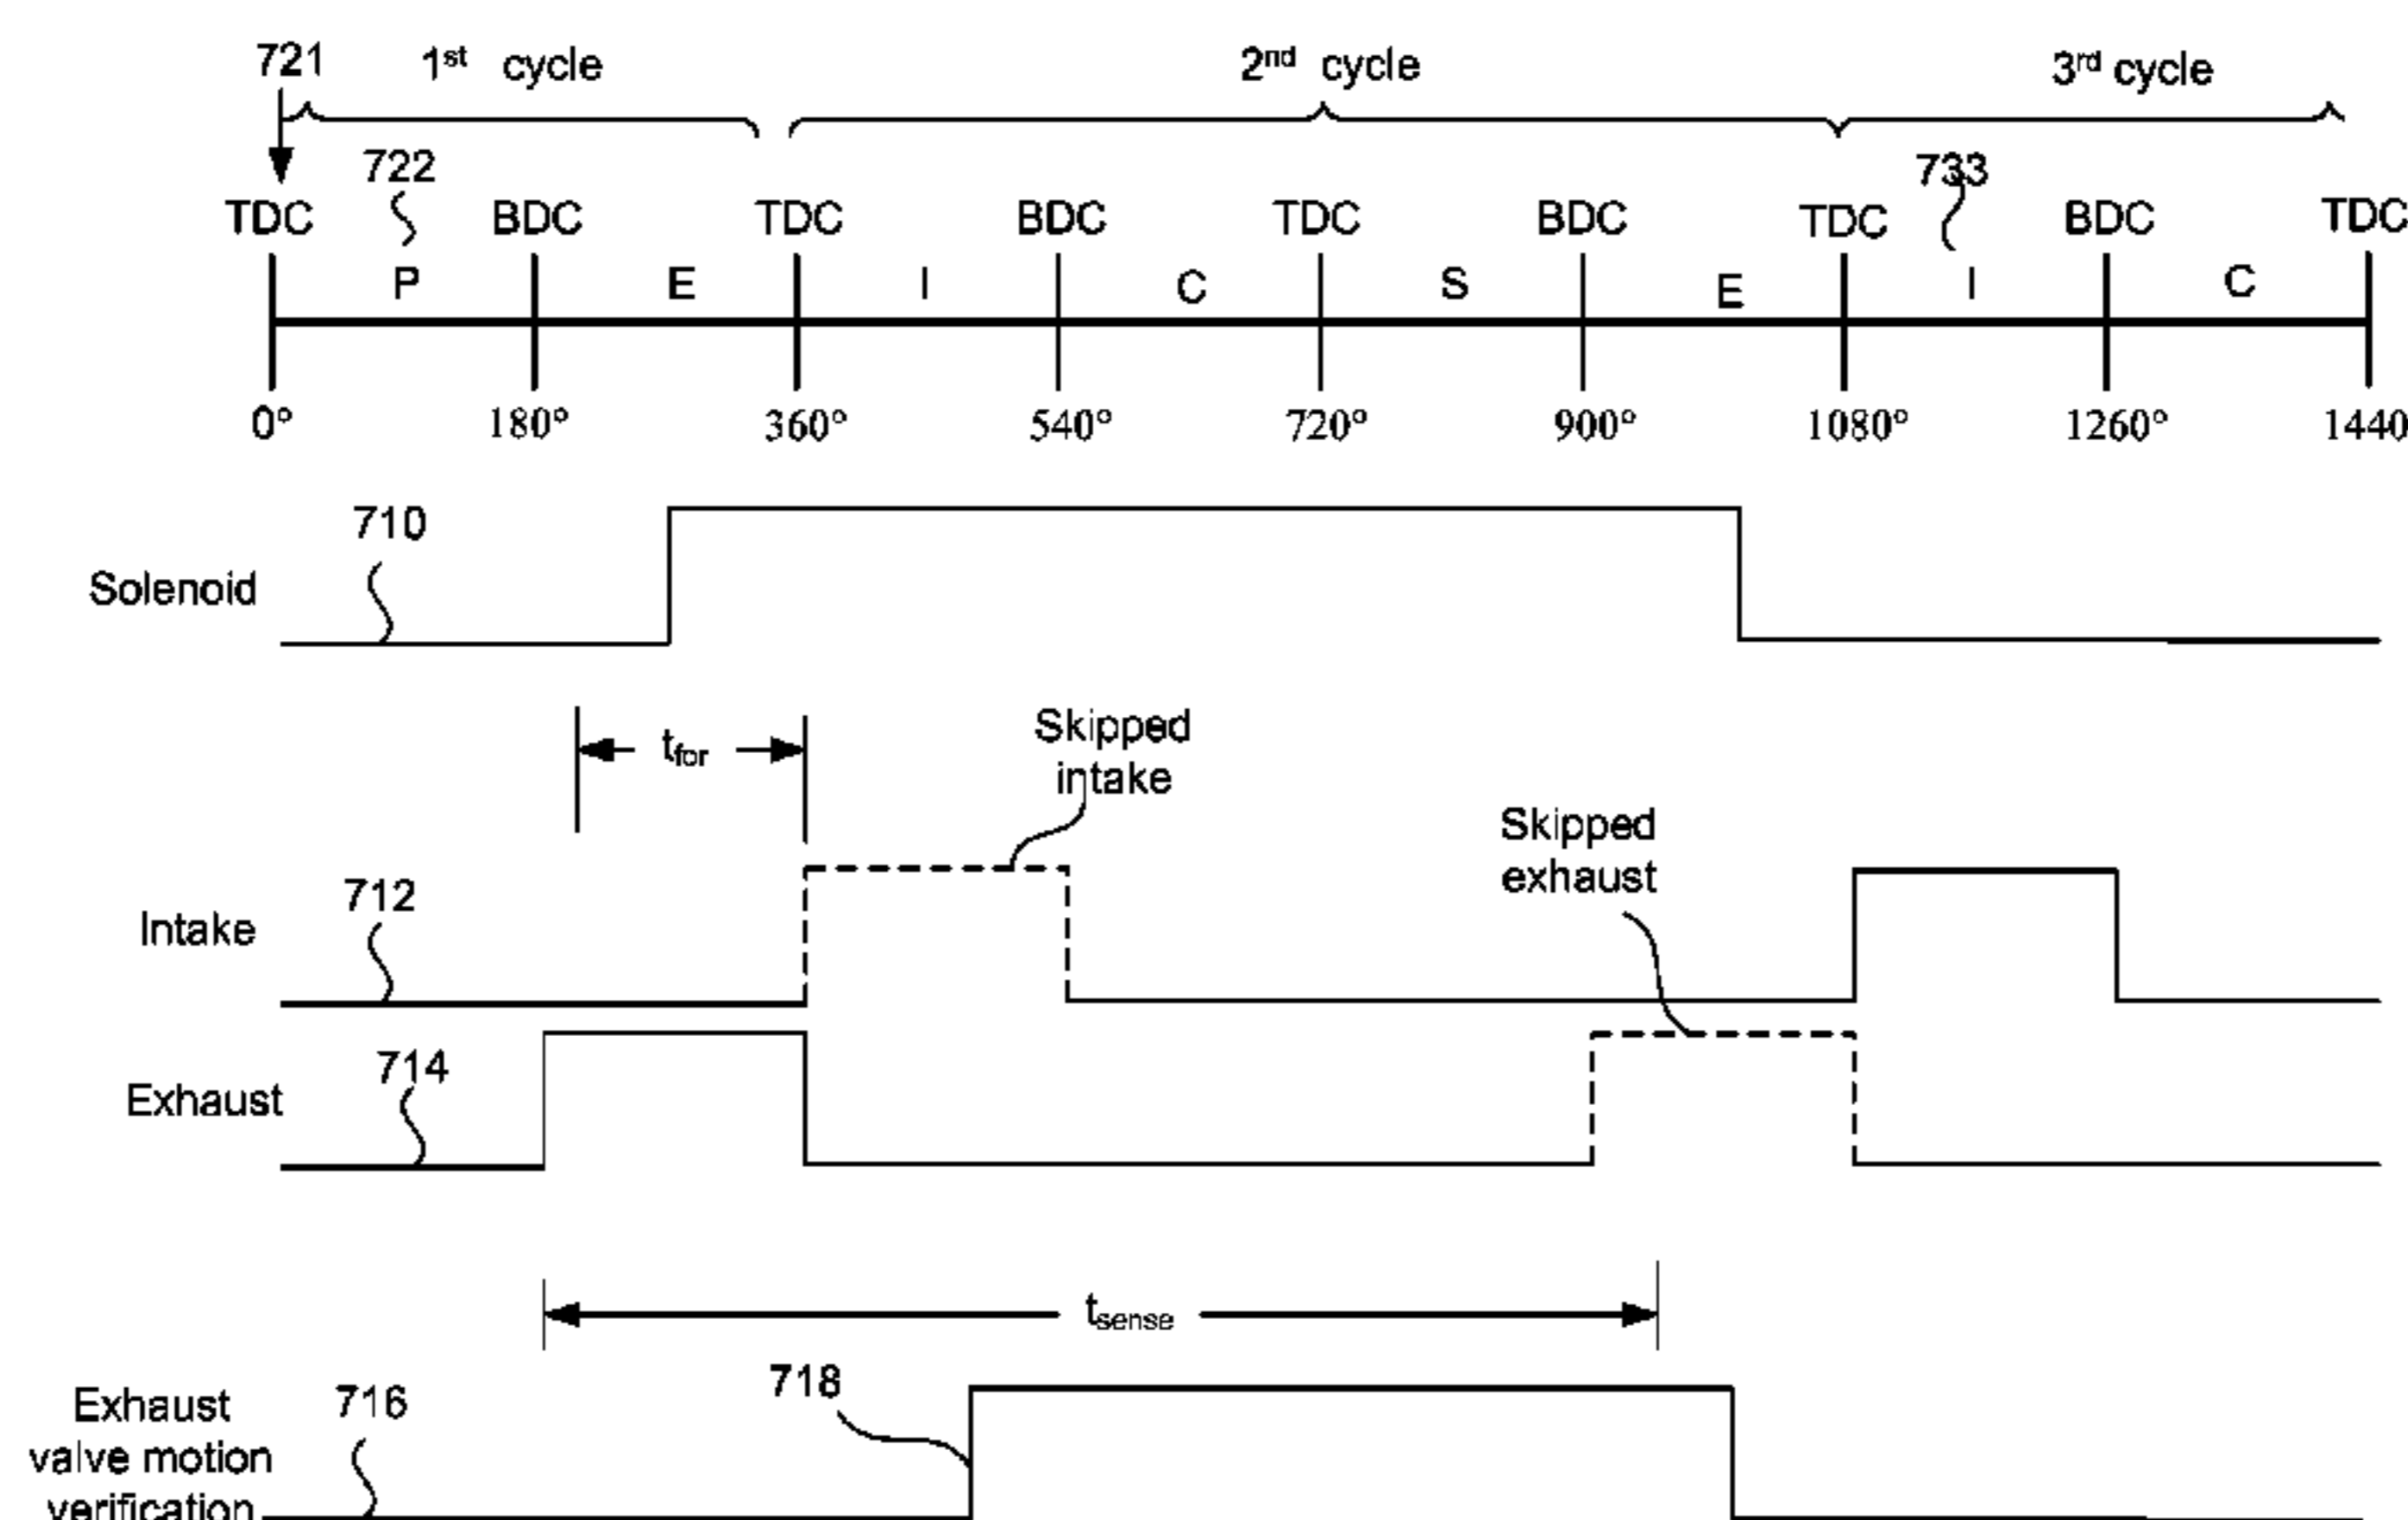 721 1st cycle 2nd cycle 3rd cycle
722 733
TDC BDC TDC BDC TDC BDC TDC BDC TDC
P E I C S E I C
0° 180° 360° 540° 720° 900° 1080° 1260° 1440
710
Solenoid
tfor
Skipped
intake
Skipped
exhaust
712
Intake
714
Exhaust
tsense
718
716
Exhaust
valve motion
verification